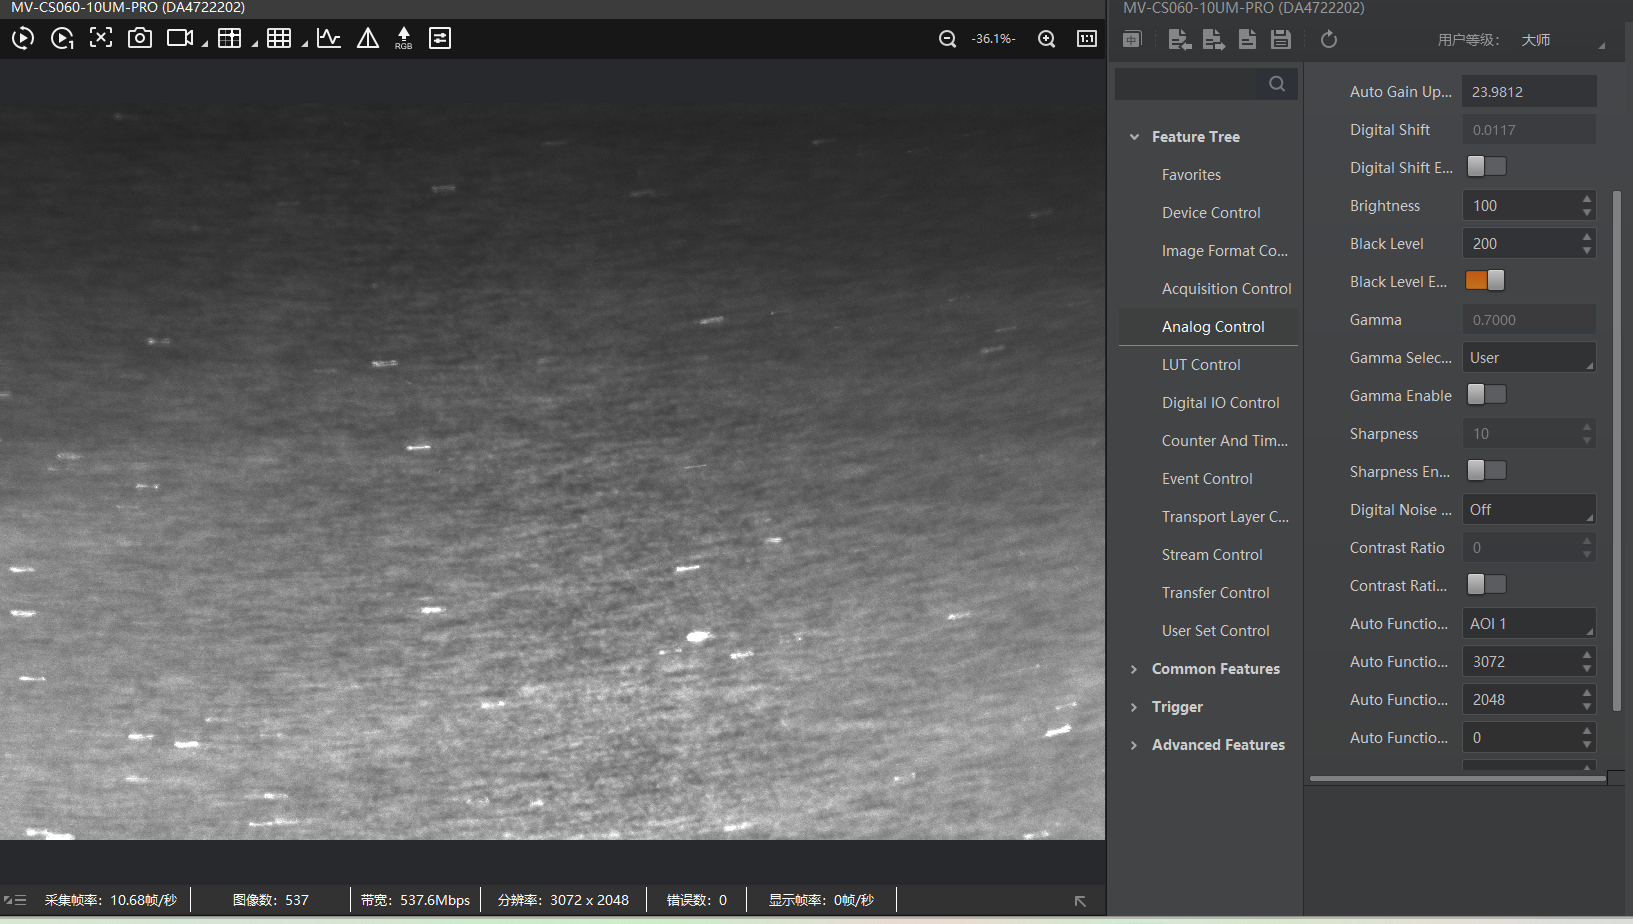 MV-CS060-10UM-PRO (DA4722202)
1
RGB
-36.1%-
1:1
采集帧率：10.68帧/秒
图像数：537
带宽：537.6Mbps
分辨率：3072 x 2048
错误数：0
显示帧率：0帧/秒
MV-CS060-10UM-PRO (DA4722202)
中
用户等级：
大师
Feature Tree
Favorites
Device Control
Image Format Co...
Acquisition Control
Analog Control
LUT Control
Digital IO Control
Counter And Tim...
Event Control
Transport Layer C...
Stream Control
Transfer Control
User Set Control
Common Features
Trigger
Advanced Features
Auto Gain Up... 23.9812
Digital Shift 0.0117
Digital Shift E...
Brightness 100
Black Level 200
Black Level E...
Gamma 0.7000
Gamma Selec... User
Gamma Enable
Sharpness 10
Sharpness En...
Digital Noise ... Off
Contrast Ratio 0
Contrast Rati...
Auto Functio... AOI 1
Auto Functio... 3072
Auto Functio... 2048
Auto Functio... 0